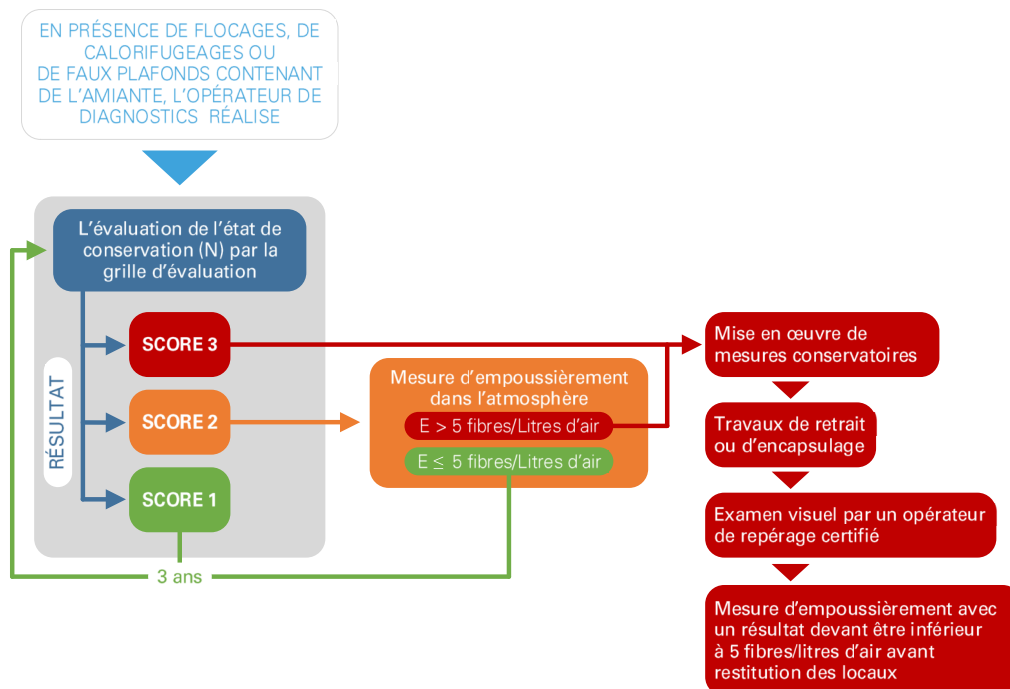 EN PRÉSENCE DE FLOCAGES, DE
CALORIFUGEAGES OU
DE FAUX PLAFONDS CONTENANT
DE L'AMIANTE, L'OPÉRATEUR DE
DIAGNOSTICS RÉALISE
L'évaluation de l'état de
conservation (N) par la
grille d'évaluation
RÉSULTAT
SCORE 3
SCORE 2
SCORE 1
3 ans
Mesure d'empoussièrement
dans l'atmosphère
E > 5 fibres/Litres d'air
E ≤ 5 fibres/Litres d'air
Mise en œuvre de
mesures conservatoires
Travaux de retrait
ou d'encapsulage
Examen visuel par un opérateur
de repérage certifié
Mesure d'empoussièrement avec
un résultat devant être inférieur
à 5 fibres/litres d'air avant
restitution des locaux